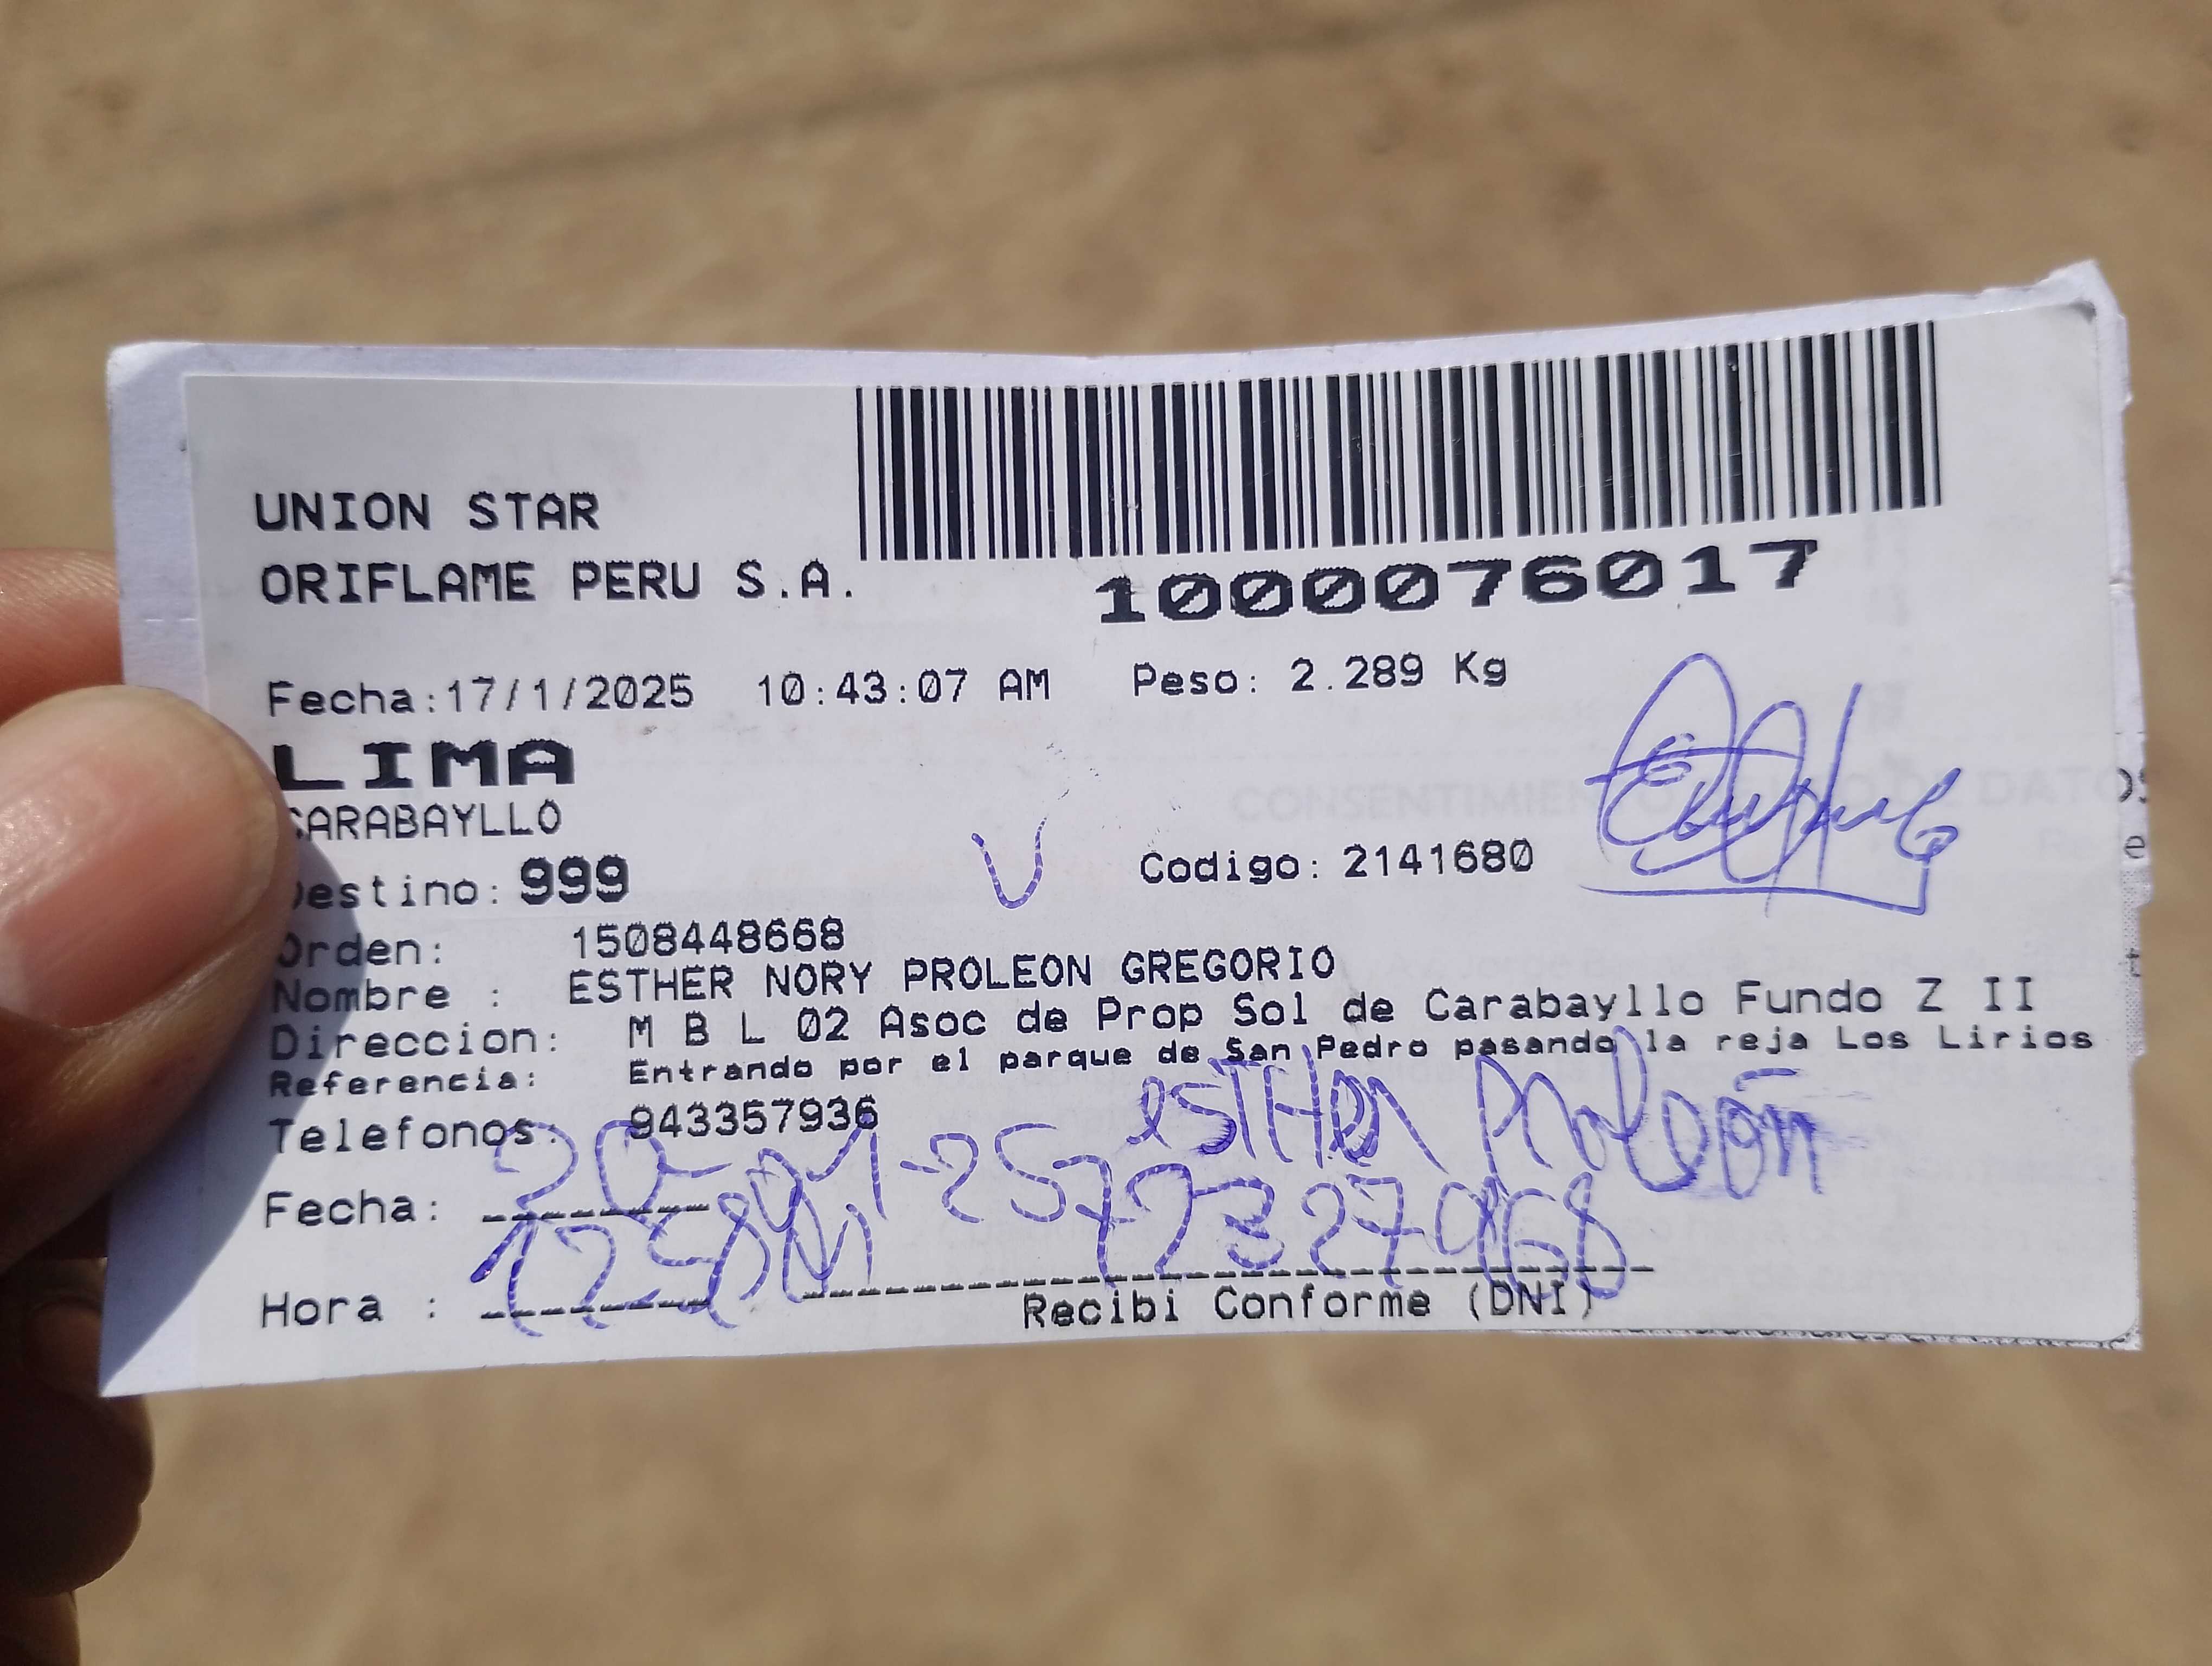 UNION STAR
ORIFLAME PERU S.A.
1000076017
Fecha:17/1/2025 10:43:07 AM Peso: 2.289 Kg
LIMA
CARABAYLLO
Destino: 999 Codigo: 2141680
Orden: 1508448668
Nombre : ESTHER NORY PROLEON GREGORIO
Direccion: M B L 02 Asoc de Prop Sol de Carabayllo Fundo Z II
Referencia: Entrando por el parque de San Pedro pasando la reja Los Lirios
Telefonos: 943357936
ESTHER PROLEÓN
Fecha: 20-01-25
Hora :
Recibi Conforme (DNI)